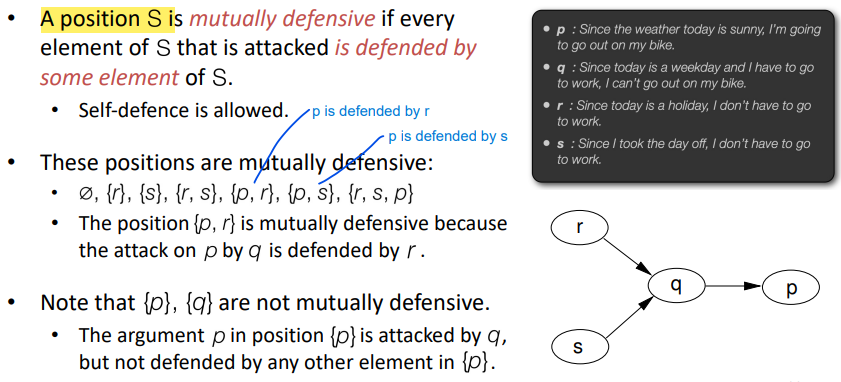 • A position S is mutually defensive if every
element of S that is attacked is defended by
some element of S.
• Self-defence is allowed.
p is defended by r
p is defended by s
• These positions are mutually defensive:
• ∅, {r}, {s}, {r, s}, {p, r}, {p, s}, {r, s, p}
• The position {p, r} is mutually defensive because
the attack on p by q is defended by r .
• Note that {p}, {q} are not mutually defensive.
• The argument p in position {p} is attacked by q,
but not defended by any other element in {p}.
• p : Since the weather today is sunny, I'm going
to go out on my bike.
• q : Since today is a weekday and I have to go
to work, I can't go out on my bike.
• r : Since today is a holiday, I don't have to go
to work.
• s : Since I took the day off, I don't have to go
to work.
r
q
p
s